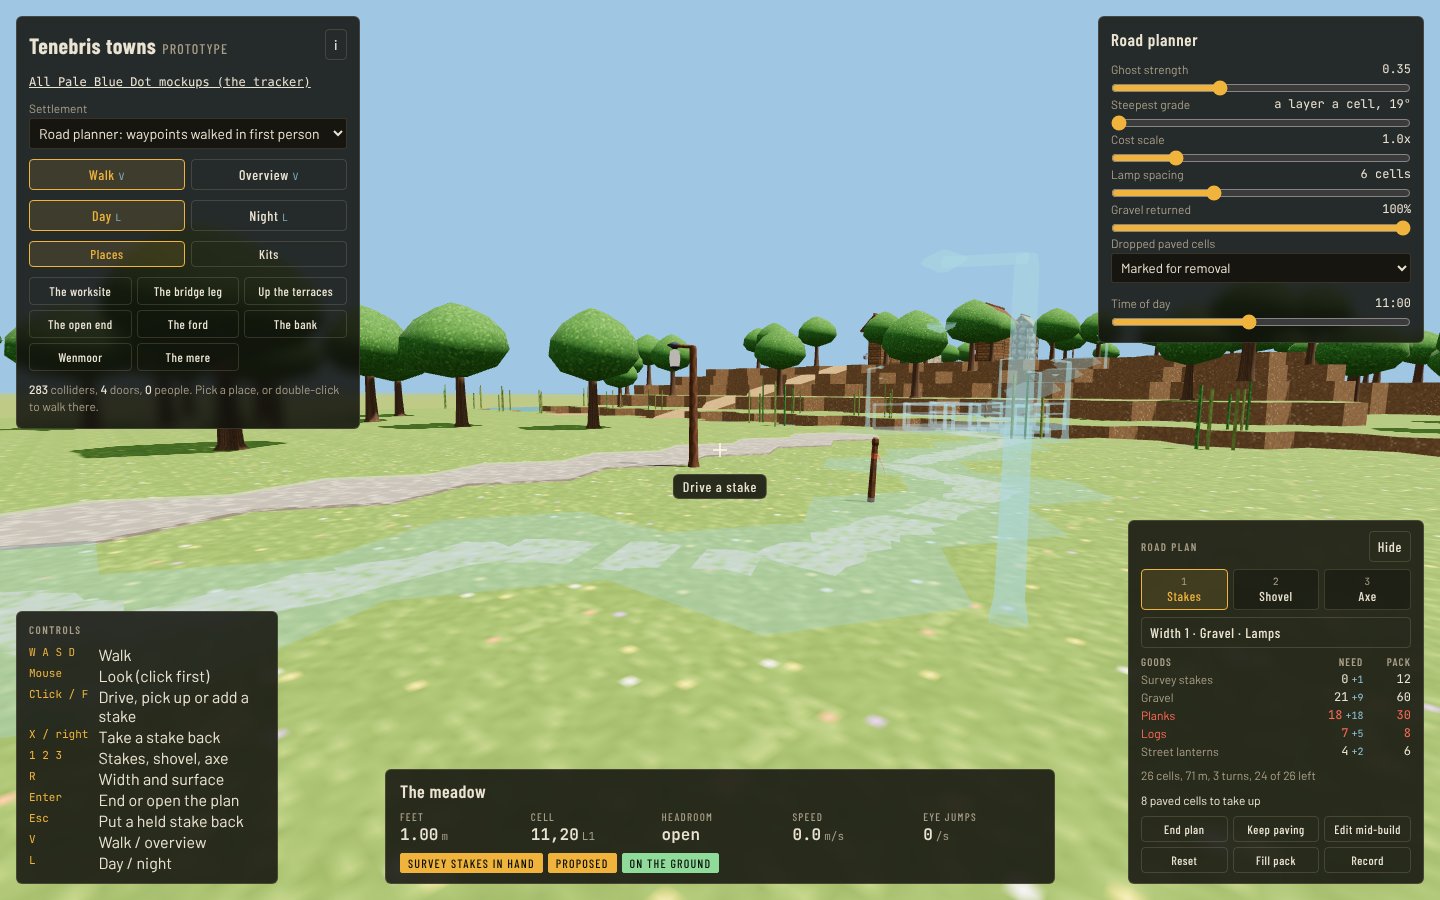 Tenebris towns PROTOTYPE
i
All Pale Blue Dot mockups (the tracker)
Settlement
Road planner: waypoints walked in first person
Walk V
Overview V
Day L
Night L
Places
Kits
The worksite
The bridge leg
Up the terraces
The open end
The ford
The bank
Wenmoor
The mere
283 colliders, 4 doors, 0 people. Pick a place, or double-click
to walk there.
Road planner
Ghost strength 0.35
Steepest grade a layer a cell, 19°
Cost scale 1.0x
Lamp spacing 6 cells
Gravel returned 100%
Dropped paved cells
Marked for removal
Time of day 11:00
Drive a stake
CONTROLS
W A S D Walk
Mouse Look (click first)
Click / F Drive, pick up or add a
stake
X / right Take a stake back
1 2 3 Stakes, shovel, axe
R Width and surface
Enter End or open the plan
Esc Put a held stake back
V Walk / overview
L Day / night
The meadow
FEET CELL HEADROOM SPEED EYE JUMPS
1.00 m 11,20 L1 open 0.0 m/s 0 /s
SURVEY STAKES IN HAND PROPOSED ON THE GROUND
ROAD PLAN
Hide
1 2 3
Stakes Shovel Axe
Width 1 · Gravel · Lamps
GOODS NEED PACK
Survey stakes 0 +1 12
Gravel 21 +9 60
Planks 18 +18 30
Logs 7 +5 8
Street lanterns 4 +2 6
26 cells, 71 m, 3 turns, 24 of 26 left
8 paved cells to take up
End plan
Keep paving
Edit mid-build
Reset
Fill pack
Record